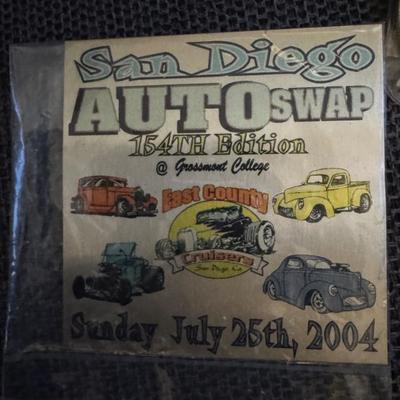 San Diego
AUTO SWAP
154TH Edition
@ Grossmont College
East County
Cruisers
San Diego Ca
Sunday July 25th, 2004